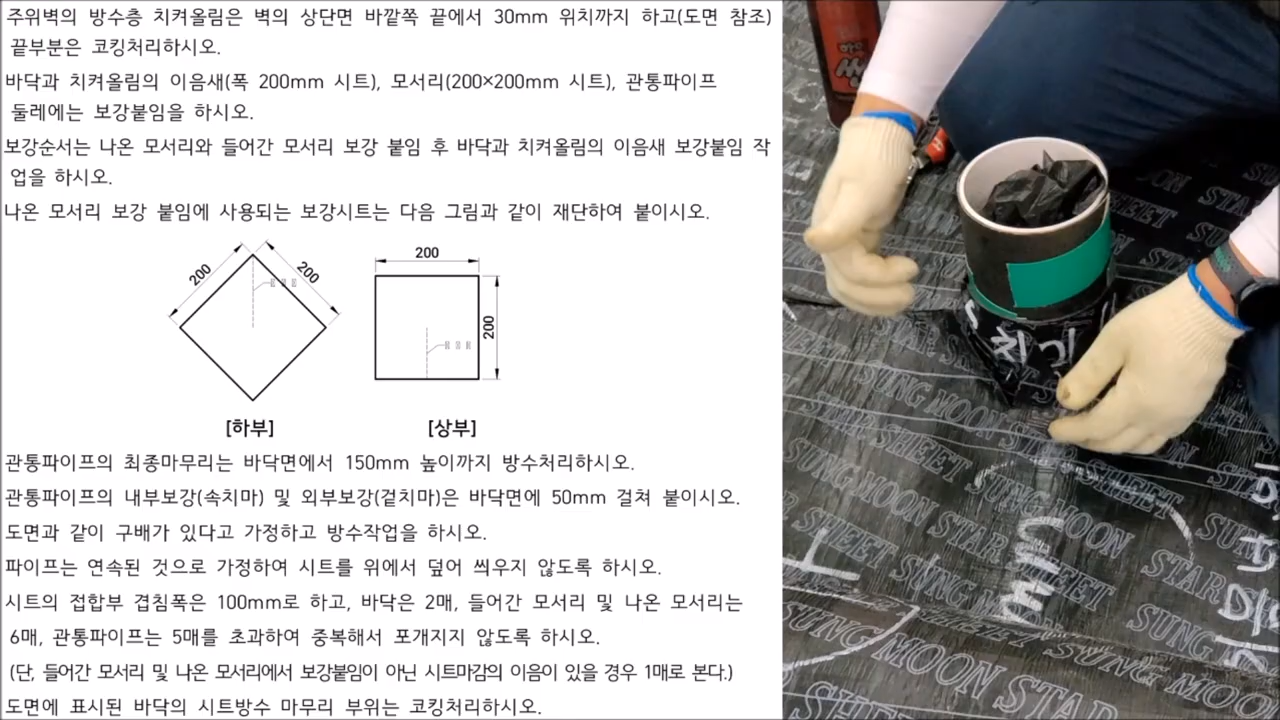 주위벽의 방수층 치켜올림은 벽의 상단면 바깥쪽 끝에서 30mm 위치까지 하고(도면 참조)
끝부분은 코킹처리하시오.
바닥과 치켜올림의 이음새(폭 200mm 시트), 모서리(200×200mm 시트), 관통파이프
둘레에는 보강붙임을 하시오.
보강순서는 나온 모서리와 들어간 모서리 보강 붙임 후 바닥과 치켜올림의 이음새 보강붙임 작
업을 하시오.
나온 모서리 보강 붙임에 사용되는 보강시트는 다음 그림과 같이 재단하여 붙이시오.
200 200
200
200
[하부] [상부]
관통파이프의 최종마무리는 바닥면에서 150mm 높이까지 방수처리하시오.
관통파이프의 내부보강(속치마) 및 외부보강(겉치마)은 바닥면에 50mm 걸쳐 붙이시오.
도면과 같이 구배가 있다고 가정하고 방수작업을 하시오.
파이프는 연속된 것으로 가정하여 시트를 위에서 덮어 씌우지 않도록 하시오.
시트의 접합부 겹침폭은 100mm로 하고, 바닥은 2매, 들어간 모서리 및 나온 모서리는
6매, 관통파이프는 5매를 초과하여 중복해서 포개지지 않도록 하시오.
(단, 들어간 모서리 및 나온 모서리에서 보강붙임이 아닌 시트마감의 이음이 있을 경우 1매로 본다.)
도면에 표시된 바닥의 시트방수 마무리 부위는 코킹처리하시오.
SUNG MOON STAR SHEET
SUNG MOON STAR SHEET
SUNG MOON STAR
SHEET SUNG MOON
SUNG MOON STAR SHEET